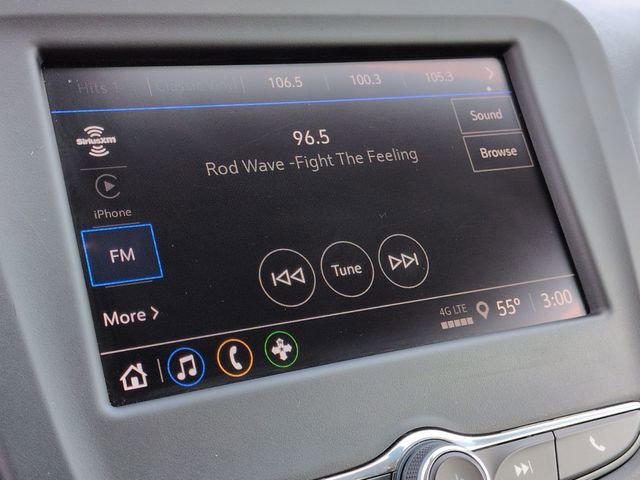 Hits 1 106.5 100.3 105.3
96.5
Rod Wave -Fight The Feeling
Sound
Browse
SiriusXM
iPhone
FM
Tune
More
4G LTE 55° 3:00